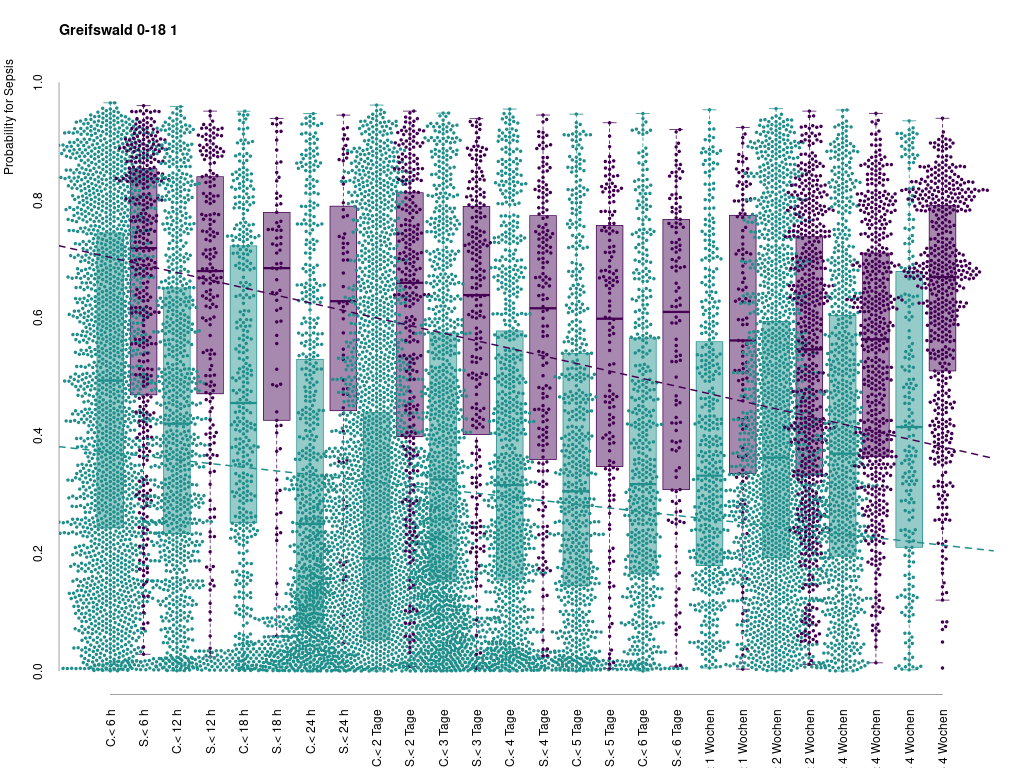 Greifswald 0-18 1
Probability for Sepsis
1.0
0.8
0.6
0.4
0.2
0.0
C.< 6 h
S.< 6 h
C.< 12 h
S.< 12 h
C.< 18 h
S.< 18 h
C.< 24 h
S.< 24 h
C.< 2 Tage
S.< 2 Tage
C.< 3 Tage
S.< 3 Tage
C.< 4 Tage
S.< 4 Tage
C.< 5 Tage
S.< 5 Tage
C.< 6 Tage
S.< 6 Tage
1 Wochen
1 Wochen
2 Wochen
2 Wochen
4 Wochen
4 Wochen
4 Wochen
4 Wochen